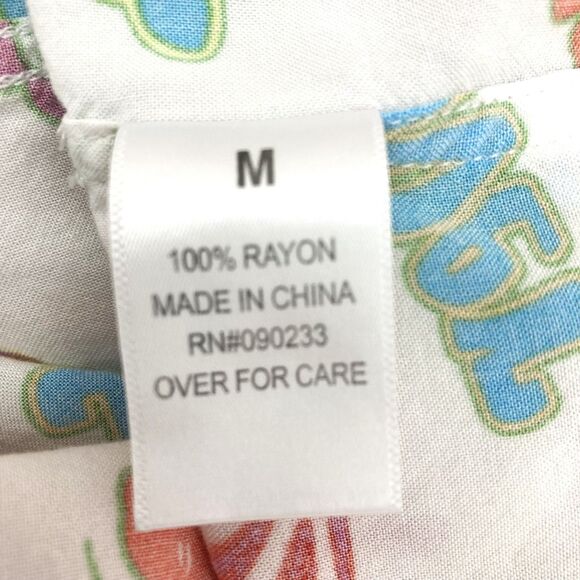 M
100% RAYON
MADE IN CHINA
RN#090233
OVER FOR CARE